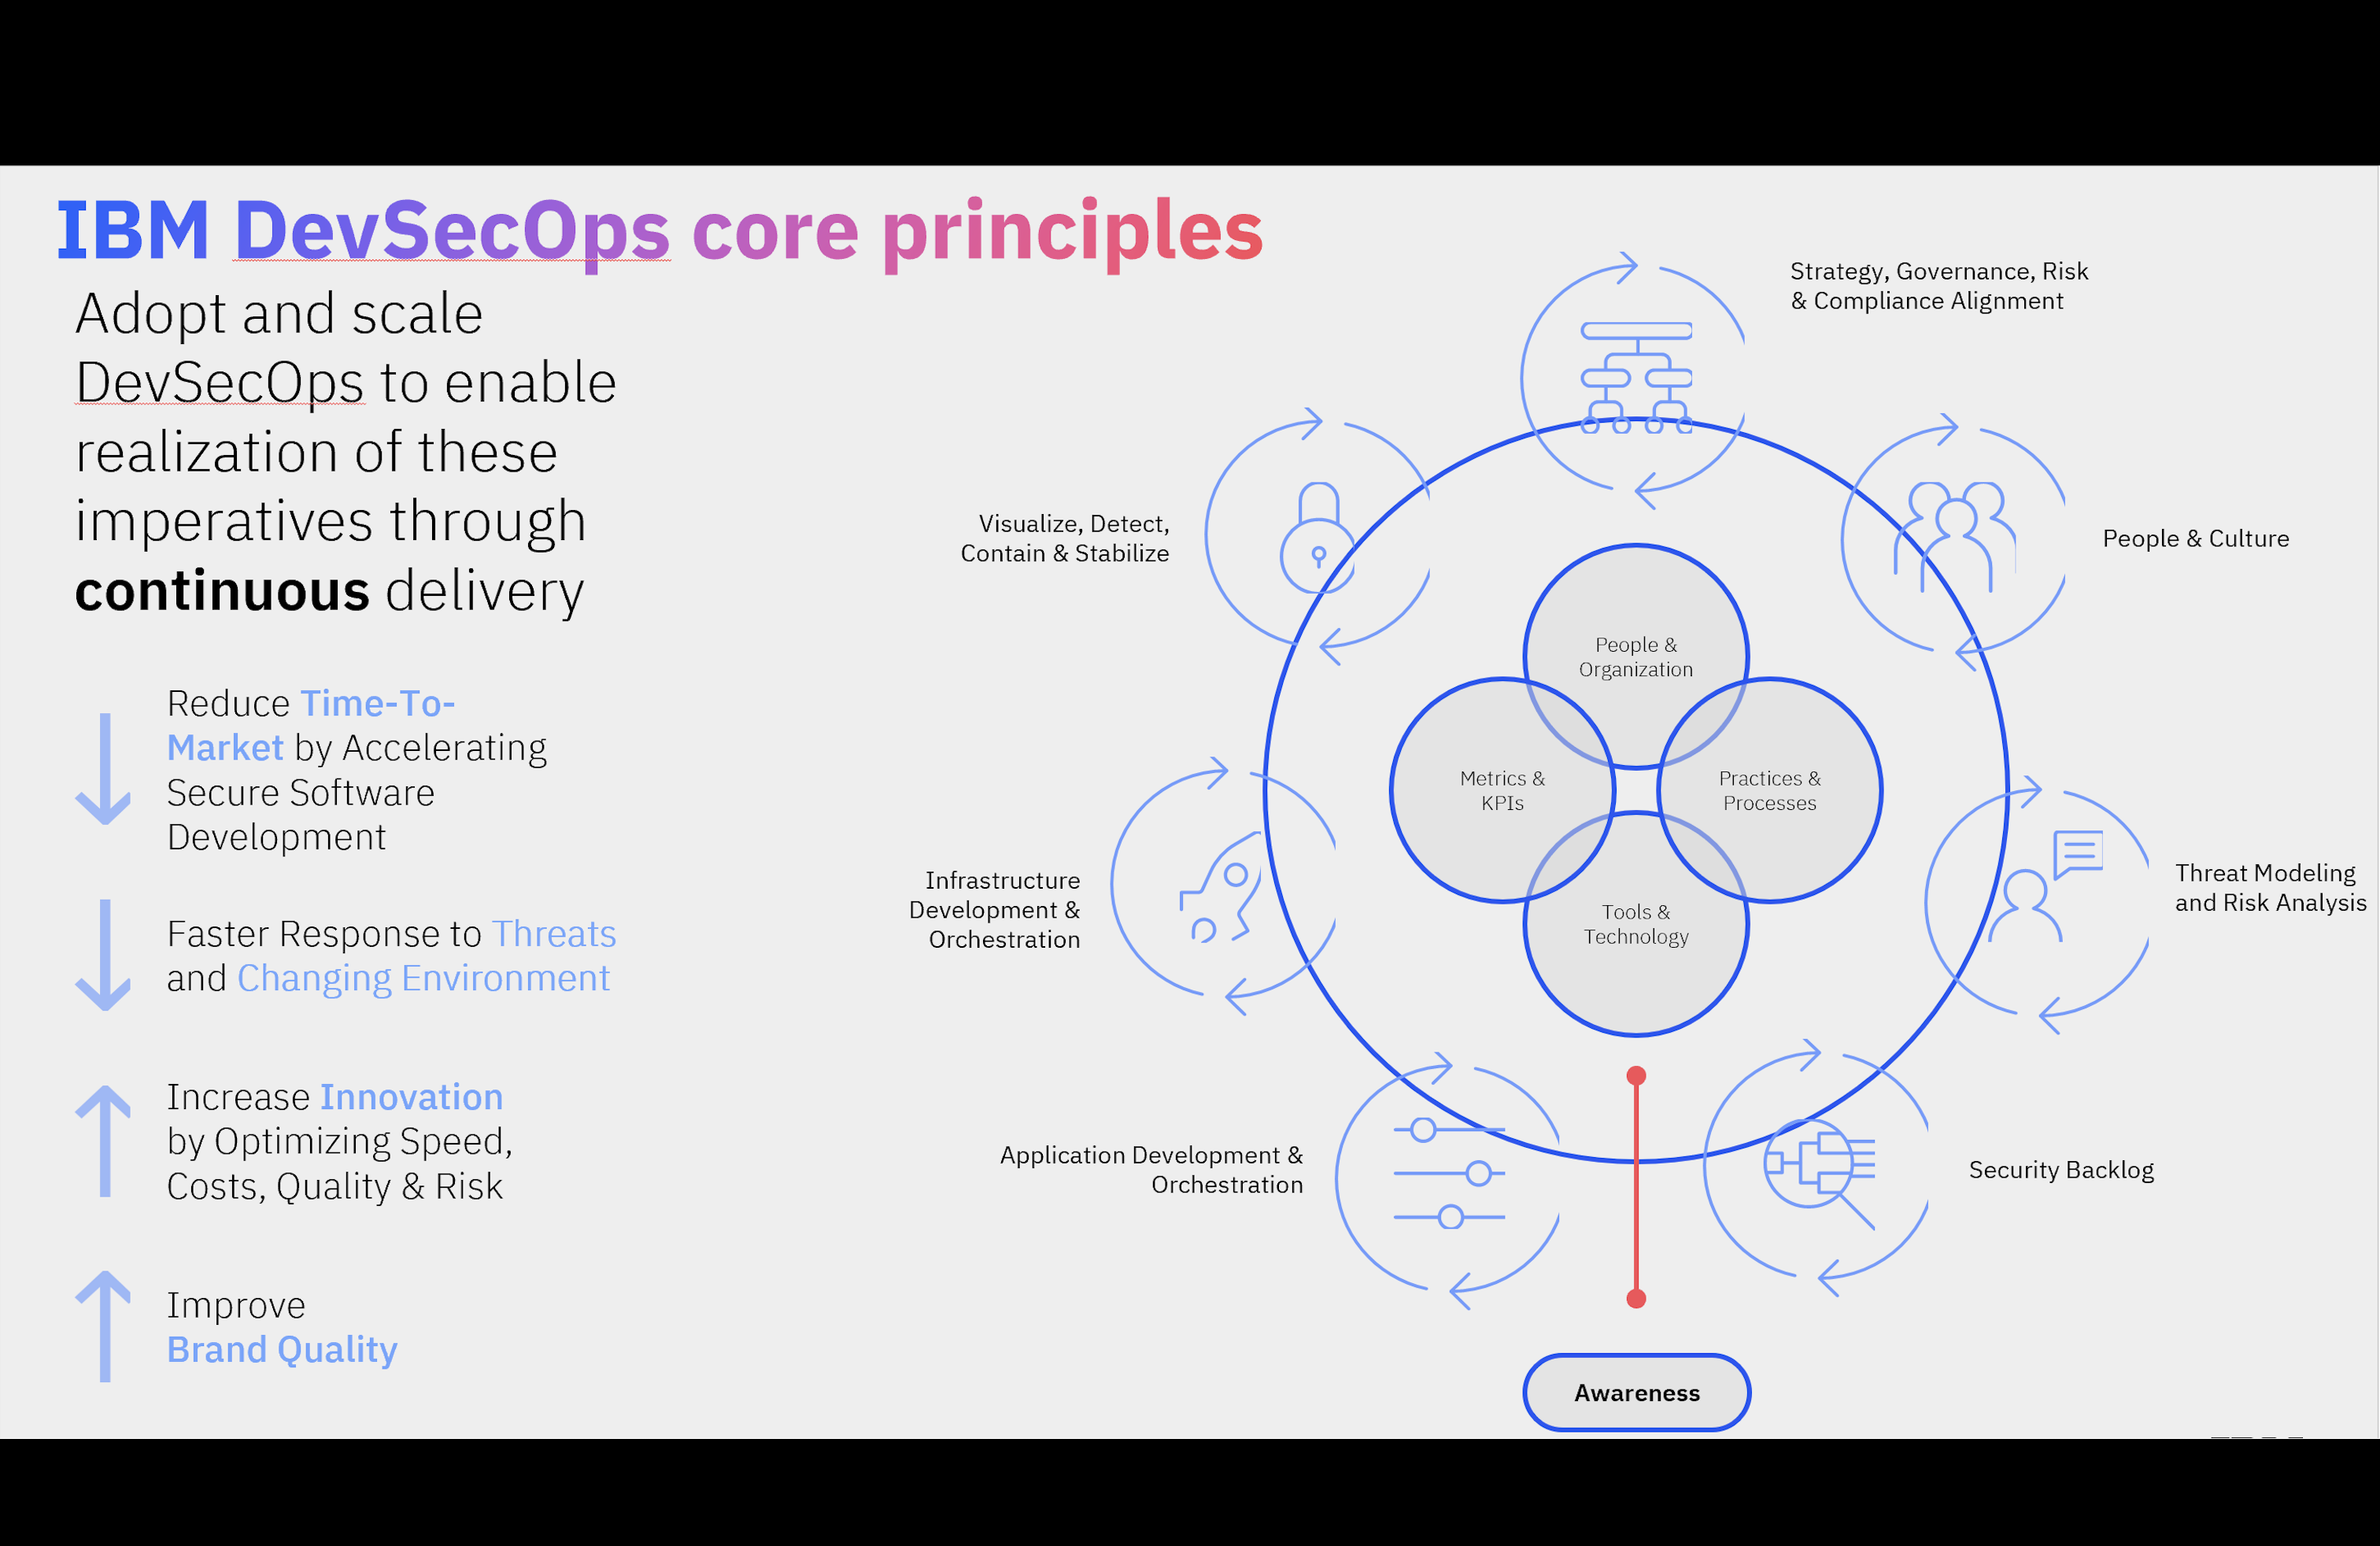 IBM DevSecOps core principles
Adopt and scale
DevSecOps to enable
realization of these
imperatives through
continuous delivery
Reduce Time-To-
Market by Accelerating
Secure Software
Development
Faster Response to Threats
and Changing Environment
Increase Innovation
by Optimizing Speed,
Costs, Quality & Risk
Improve
Brand Quality
Strategy, Governance, Risk
& Compliance Alignment
People & Culture
Threat Modeling
and Risk Analysis
Security Backlog
Application Development &
Orchestration
Infrastructure
Development &
Orchestration
Visualize, Detect,
Contain & Stabilize
People &
Organization
Metrics &
KPIs
Practices &
Processes
Tools &
Technology
Awareness